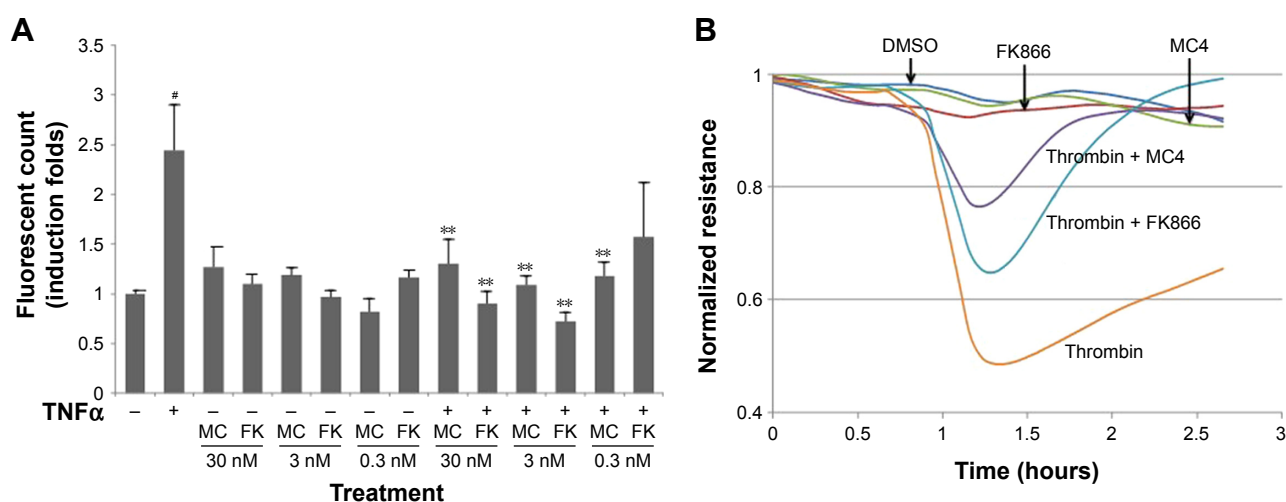 A
3.5
3
2.5
2
1.5
1
0.5
0
Fluorescent count
(induction folds)
#
**
**
**
**
**
TNFα – + – – – – – – + + + + + +
MC FK MC FK MC FK MC FK MC FK MC FK
30 nM 3 nM 0.3 nM 30 nM 3 nM 0.3 nM
Treatment
B
DMSO
FK866
MC4
1
0.8
0.6
0.4
Normalized resistance
Thrombin + MC4
Thrombin + FK866
Thrombin
0 0.5 1 1.5 2 2.5 3
Time (hours)